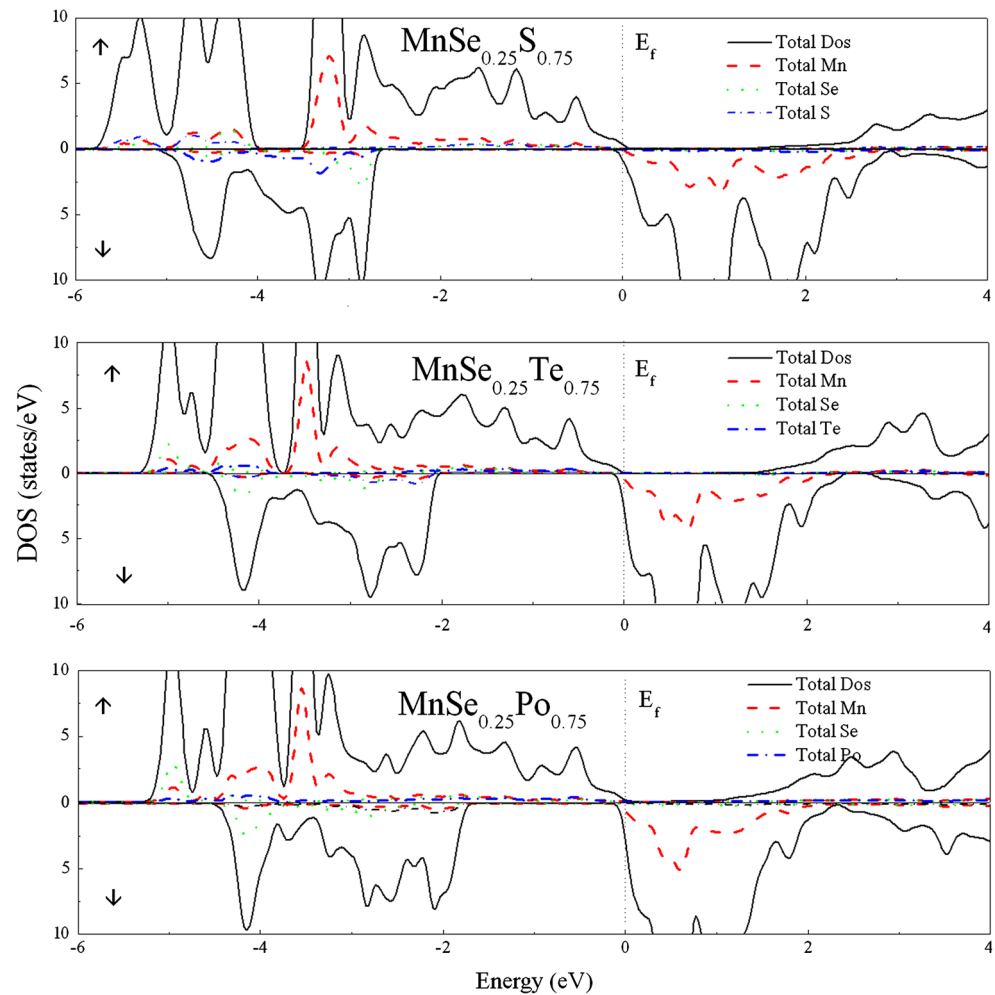 10
5
0
5
10
↑
↓
MnSe0.25S0.75
Ef
Total Dos
Total Mn
Total Se
Total S
-6
-4
-2
0
2
4
10
5
0
5
10
↑
↓
MnSe0.25Te0.75
Ef
Total Dos
Total Mn
Total Se
Total Te
-6
-4
-2
0
2
4
DOS (states/eV)
10
5
0
5
10
↑
↓
MnSe0.25Po0.75
Ef
Total Dos
Total Mn
Total Se
Total Po
-6
-4
-2
0
2
4
Energy (eV)